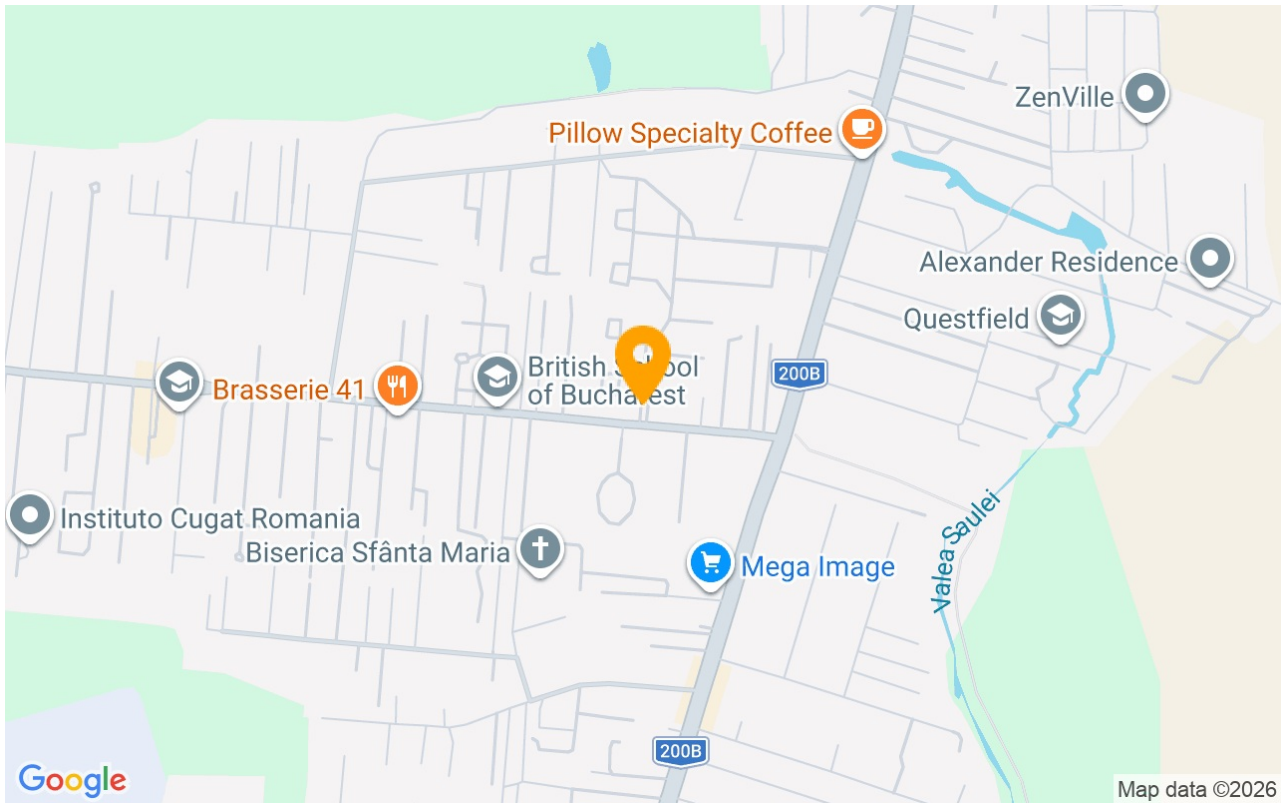 ZenVille
Pillow Specialty Coffee
Alexander Residence
Questfield
British School
of Bucharest
200B
Brasserie 41
Instituto Cugat Romania
Biserica Sfânta Maria
Mega Image
Valea Saulei
200B
Google
Map data ©2026